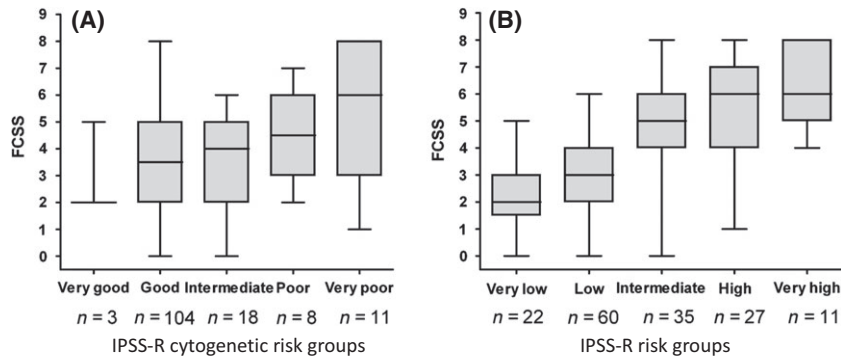 (A)
FCSS
9
8
7
6
5
4
3
2
1
0
Very good Good Intermediate Poor Very poor
n = 3 n = 104 n = 18 n = 8 n = 11
IPSS-R cytogenetic risk groups
(B)
FCSS
9
8
7
6
5
4
3
2
1
0
Very low Low Intermediate High Very high
n = 22 n = 60 n = 35 n = 27 n = 11
IPSS-R risk groups